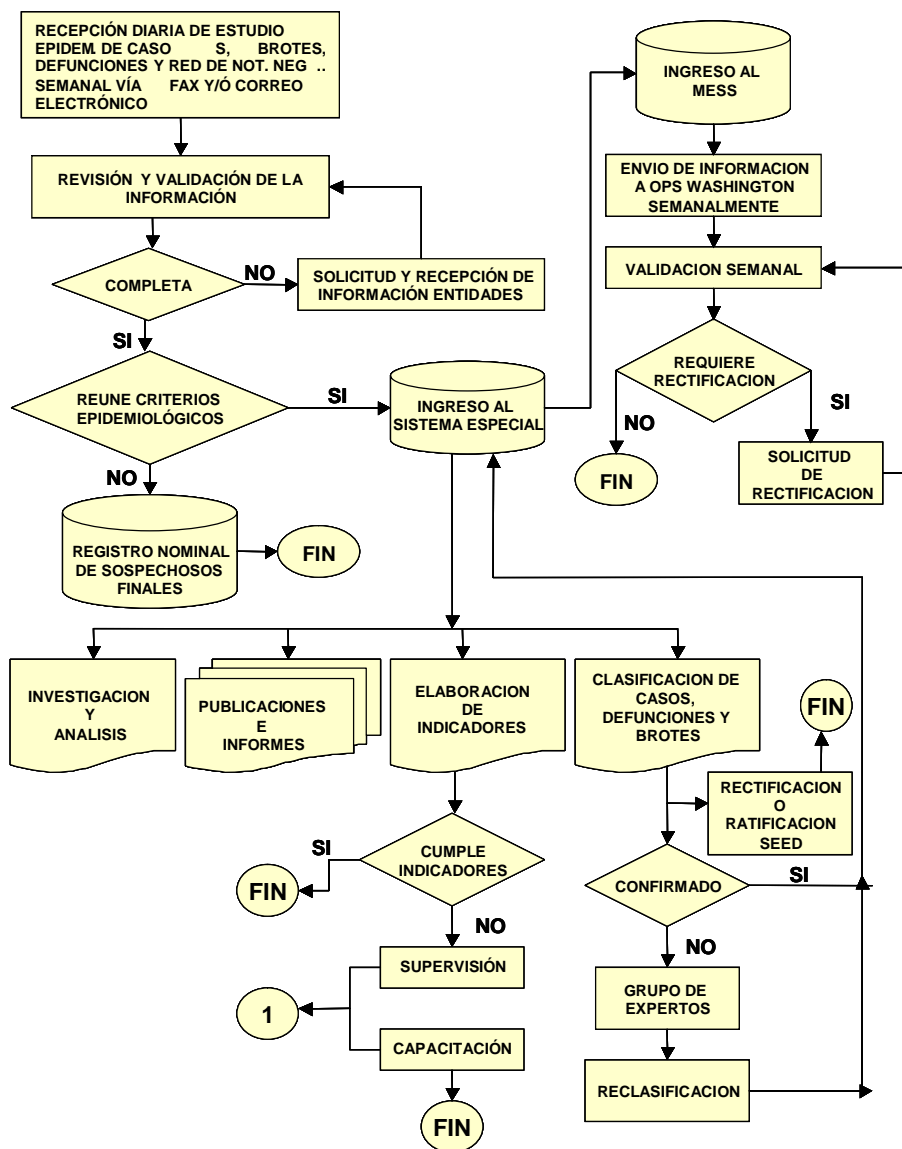 RECEPCIÓN DIARIA DE ESTUDIO
EPIDEM. DE CASO S, BROTES,
DEFUNCIONES Y RED DE NOT. NEG ..
SEMANAL VÍA FAX Y/Ó CORREO
ELECTRÓNICO
REVISIÓN Y VALIDACIÓN DE LA
INFORMACIÓN
COMPLETA
NO
SOLICITUD Y RECEPCIÓN DE
INFORMACIÓN ENTIDADES
SI
REUNE CRITERIOS
EPIDEMIOLÓGICOS
SI
INGRESO AL
SISTEMA ESPECIAL
NO
REGISTRO NOMINAL
DE SOSPECHOSOS
FINALES
FIN
INGRESO AL
MESS
ENVIO DE INFORMACION
A OPS WASHINGTON
SEMANALMENTE
VALIDACION SEMANAL
REQUIERE
RECTIFICACION
NO
FIN
SI
SOLICITUD
DE
RECTIFICACION
INVESTIGACION
Y
ANALISIS
PUBLICACIONES
E
INFORMES
ELABORACION
DE
INDICADORES
CLASIFICACION DE
CASOS,
DEFUNCIONES Y
BROTES
FIN
RECTIFICACION
O
RATIFICACION
SEED
CUMPLE
INDICADORES
SI
FIN
NO
SUPERVISIÓN
1
CAPACITACIÓN
FIN
CONFIRMADO
SI
NO
GRUPO DE
EXPERTOS
RECLASIFICACION